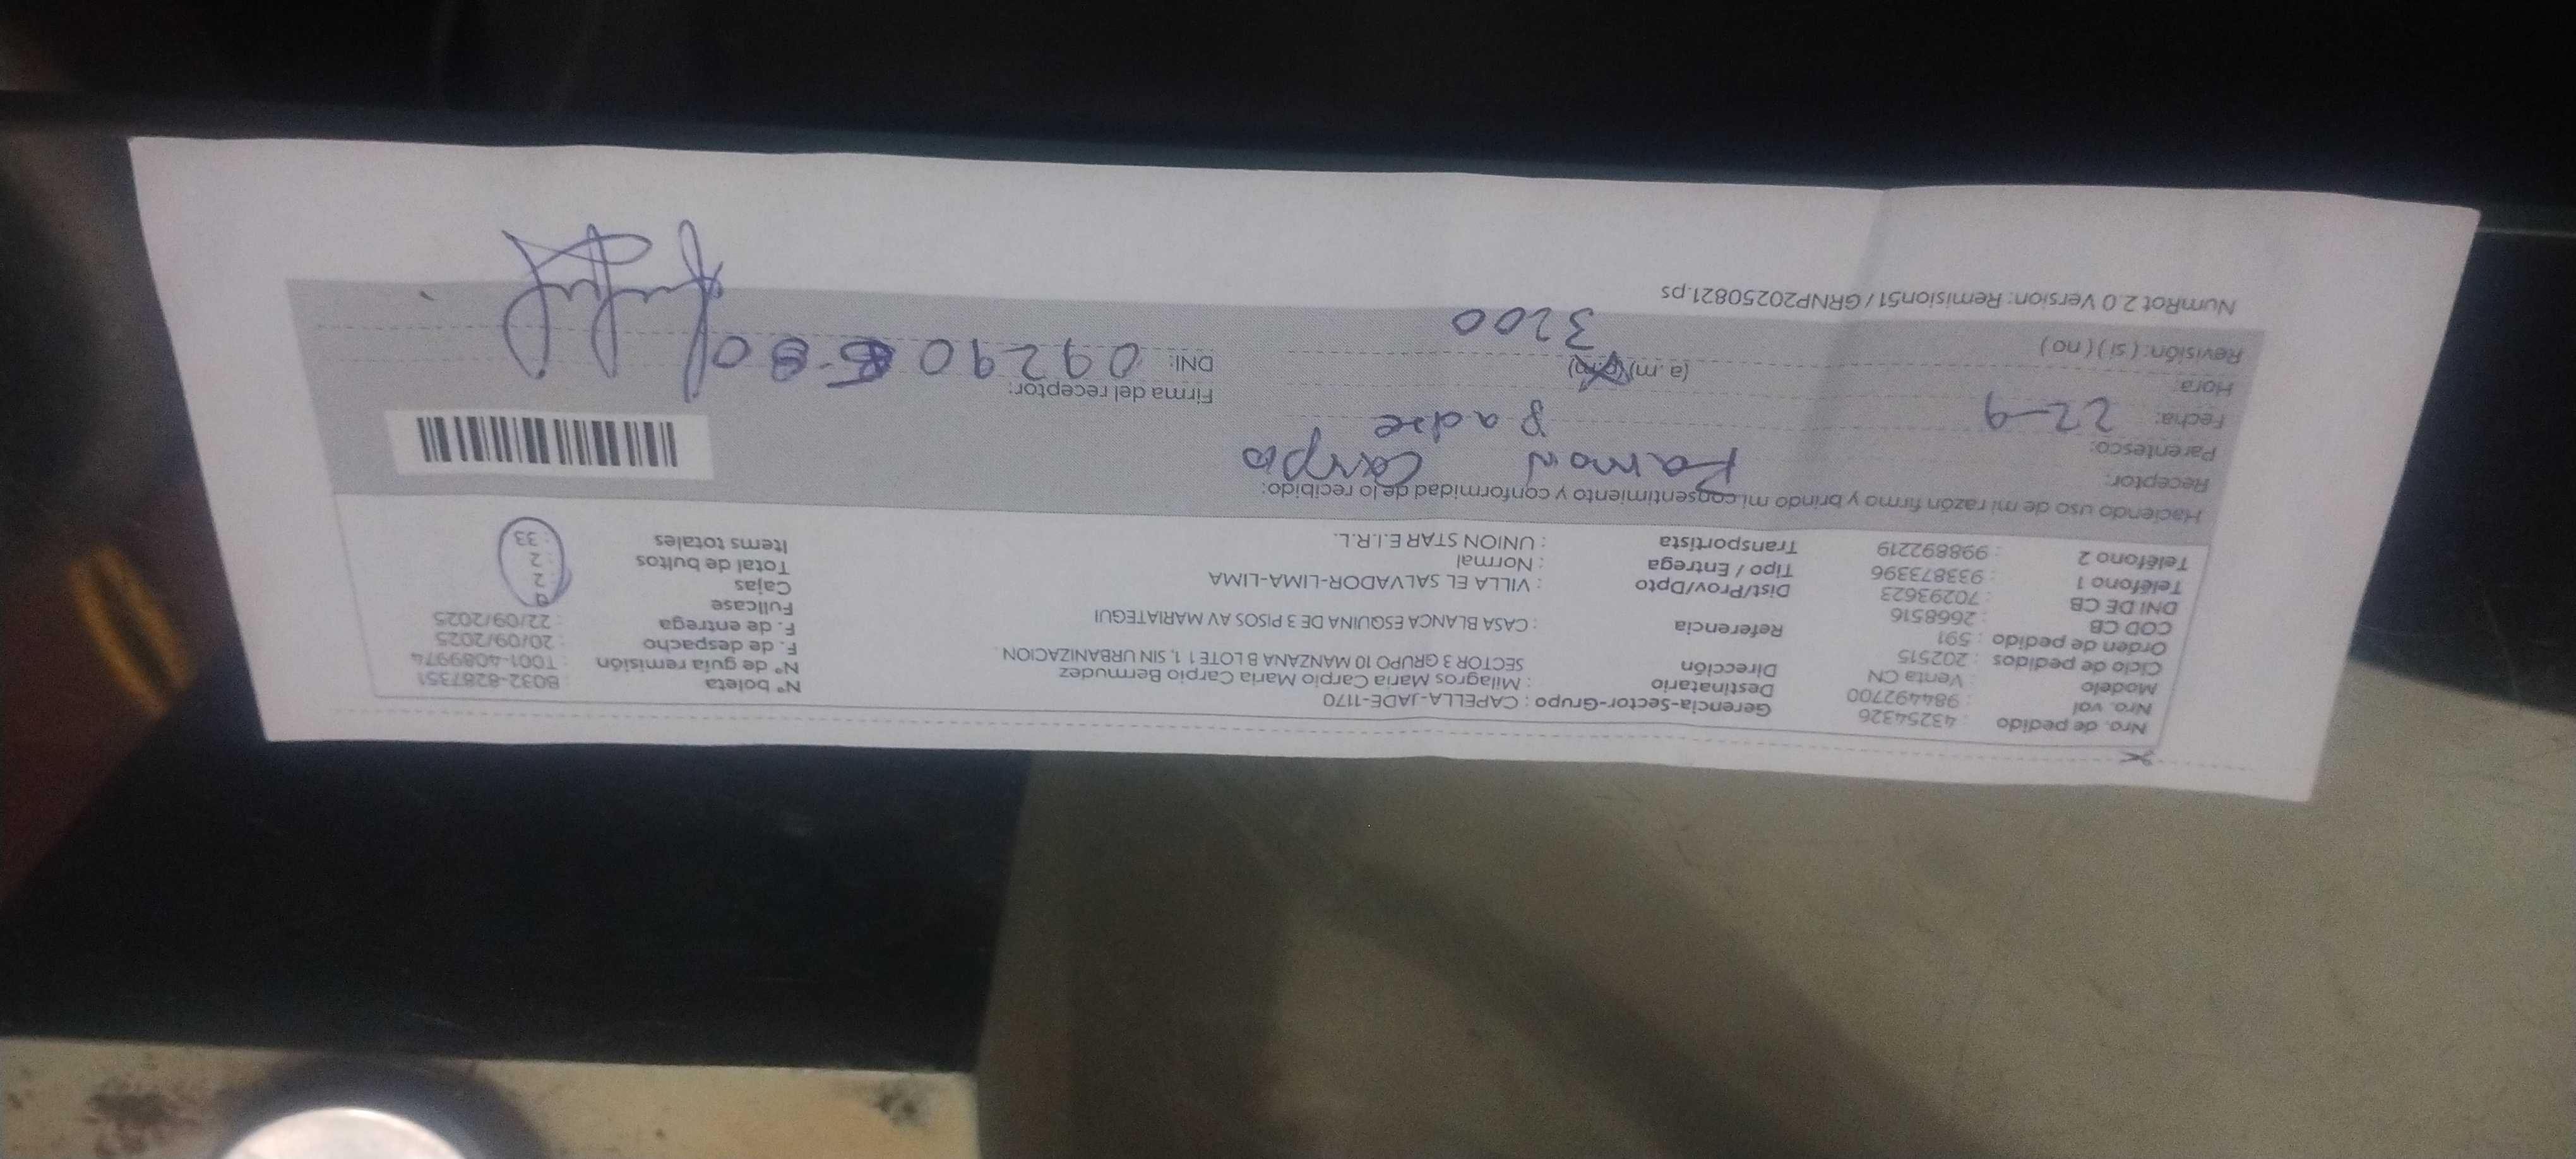 Nro. de pedido : 43254326 Gerencia-Sector-Grupo : CAPELLA-JADE-1170 N° boleta : B032-8287351
Nro. val : 984492700 Destinatario : Milagros Maria Carpio Maria Carpio Bermudez N° de guía remisión : T001-4089974
Modelo : Venta CN Dirección SECTOR 3 GRUPO 10 MANZANA B LOTE 1 1, SIN URBANIZACION F. de despacho : 20/09/2025
Ciclo de pedidos : 202515 F. de entrega : 22/09/2025
Orden de pedido : 591 Referencia : CASA BLANCA ESQUINA DE 3 PISOS AV MARIATEGUI Fullcase
COD CB : 2668516 Cajas : 2
DNI DE CB : 70293623 Dist/Prov/Dpto : VILLA EL SALVADOR-LIMA-LIMA Total de bultos : 2
Teléfono 1 : 933873396 Tipo / Entrega : Normal Items totales : 33
Teléfono 2 : 998892219 Transportista : UNION STAR E.I.R.L.
Haciendo uso de mi razón firmo y brindo mi consentimiento y conformidad de lo recibido:
Receptor: Ramon Carpio
Parentesco: Padre
Fecha: 22-9 Firma del receptor:
Hora: (a.m) DNI: 09290
Revisión: (si) (no) 3200
NumRot 2.0 Version: Remision51 / GRNP20250821.ps